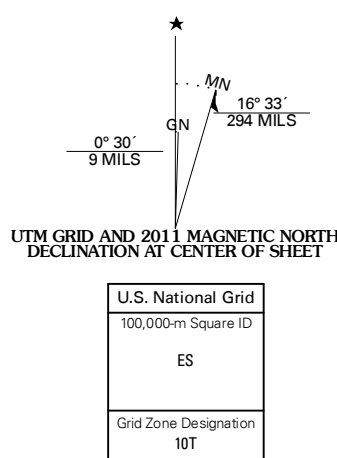 MN
16° 33´
294 MILS
GN
0° 30´
9 MILS
UTM GRID AND 2011 MAGNETIC NORTH
DECLINATION AT CENTER OF SHEET
U.S. National Grid
100,000-m Square ID
ES
Grid Zone Designation
10T